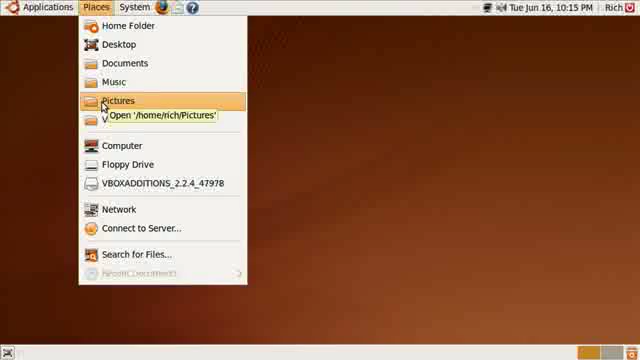 Applications Places System
Tue Jun 16, 10:15 PM Rich
Home Folder
Desktop
Documents
Music
Pictures
Open '/home/rich/Pictures'
V
Computer
Floppy Drive
VBOXADDITIONS_2.2.4_47978
Network
Connect to Server...
Search for Files...